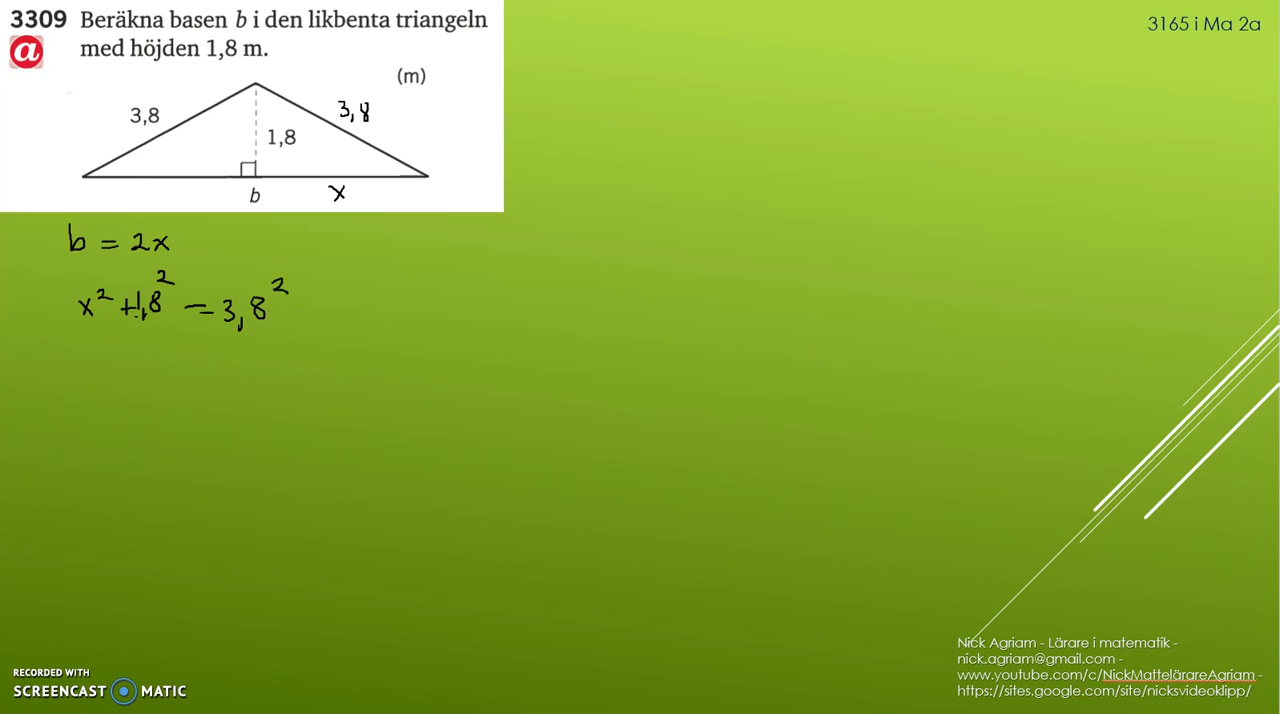 3309 Beräkna basen b i den likbenta triangeln
a med höjden 1,8 m.
3165 i Ma 2a
(m)
3,8
3,8
1,8
b
x
b = 2x
x² + 1,8² = 3,8²
Nick Agriam - Lärare i matematik -
nick.agriam@gmail.com -
www.youtube.com/c/NickMattelärareAgriam -
https://sites.google.com/site/nicksvideoklipp/
RECORDED WITH
SCREENCAST MATIC